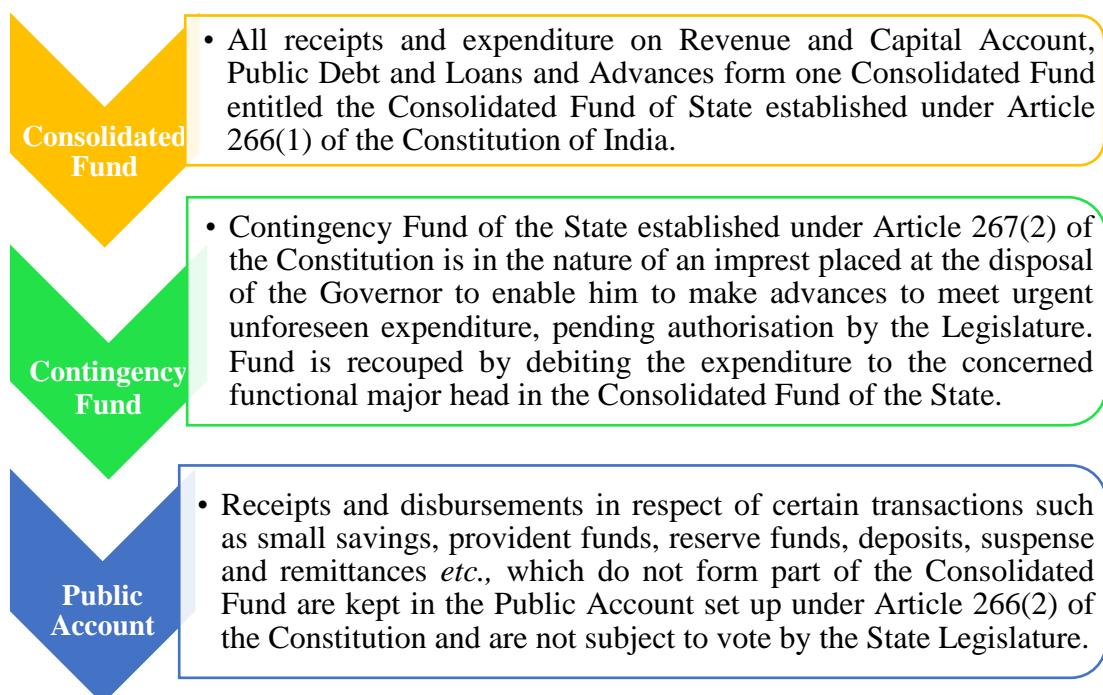 Consolidated
Fund
• All receipts and expenditure on Revenue and Capital Account,
Public Debt and Loans and Advances form one Consolidated Fund
entitled the Consolidated Fund of State established under Article
266(1) of the Constitution of India.
Contingency
Fund
• Contingency Fund of the State established under Article 267(2) of
the Constitution is in the nature of an imprest placed at the disposal
of the Governor to enable him to make advances to meet urgent
unforeseen expenditure, pending authorisation by the Legislature.
Fund is recouped by debiting the expenditure to the concerned
functional major head in the Consolidated Fund of the State.
Public
Account
• Receipts and disbursements in respect of certain transactions such
as small savings, provident funds, reserve funds, deposits, suspense
and remittances etc., which do not form part of the Consolidated
Fund are kept in the Public Account set up under Article 266(2) of
the Constitution and are not subject to vote by the State Legislature.